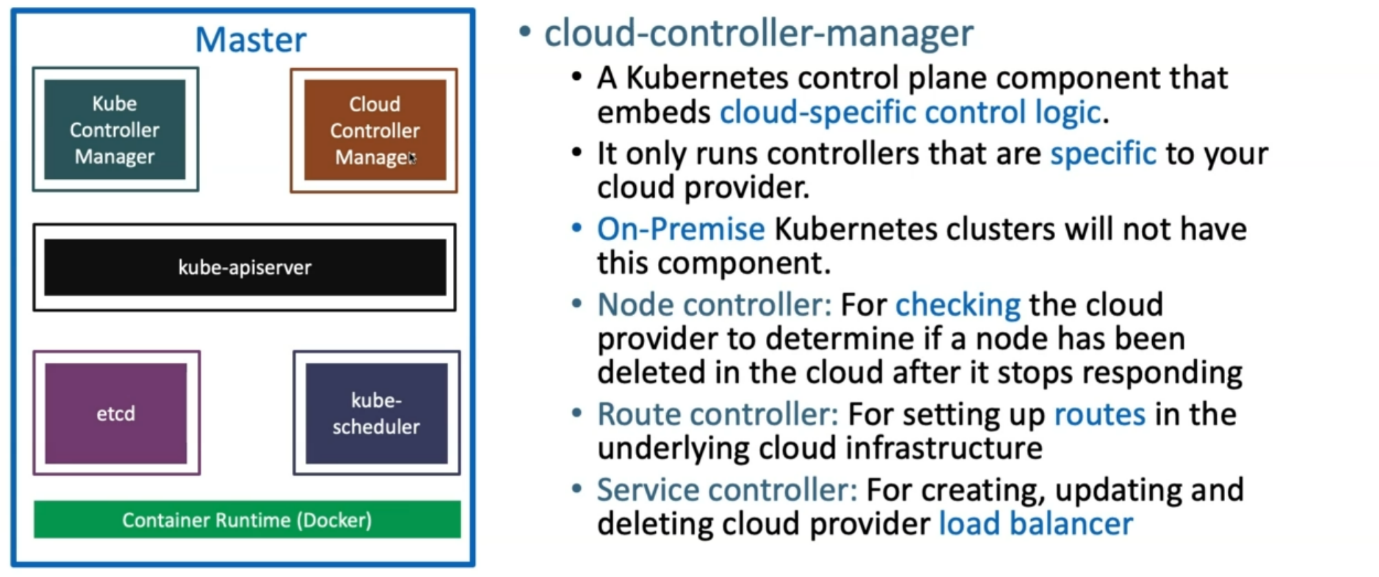 Master
Kube
Controller
Manager
Cloud
Controller
Manager
kube-apiserver
etcd
kube-
scheduler
Container Runtime (Docker)
• cloud-controller-manager
• A Kubernetes control plane component that
embeds cloud-specific control logic.
• It only runs controllers that are specific to your
cloud provider.
• On-Premise Kubernetes clusters will not have
this component.
• Node controller: For checking the cloud
provider to determine if a node has been
deleted in the cloud after it stops responding
• Route controller: For setting up routes in the
underlying cloud infrastructure
• Service controller: For creating, updating and
deleting cloud provider load balancer